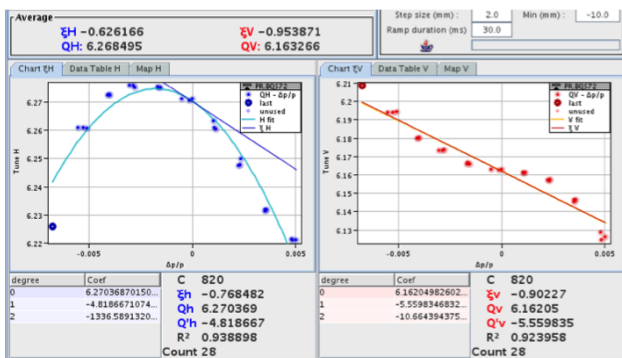 Average
ξH -0.626166 ξV -0.953871
QH: 6.268495 QV: 6.163266
Step size (mm) : 2.0 Min (mm) : -10.0
Ramp duration (ms) 30.0
Chart ξH Data Table H Map H
Chart ξV Data Table V Map V
PR.BQS72
QH - Δp/p
last
unused
H fit
ξ H
6.27
6.26
6.25
6.24
6.23
6.22
Tune H
-0.005 0 0.005
Δp/p
PR.BQS72
QV - Δp/p
last
unused
V fit
ξ V
6.21
6.2
6.19
6.18
6.17
6.16
6.15
6.14
6.13
Tune V
-0.005 0 0.005
Δp/p
degree Coef
0 6.27036870150...
1 -4.8186671074...
2 -1336.5891320...
C 820
ξh -0.768482
Qh 6.270369
Q'h -4.818667
R² 0.938898
Count 28
degree Coef
0 6.16204982602...
1 -5.5598346832...
2 -10.664394375...
C 820
ξv -0.90227
Qv 6.16205
Q'v -5.559835
R² 0.923958
Count 28